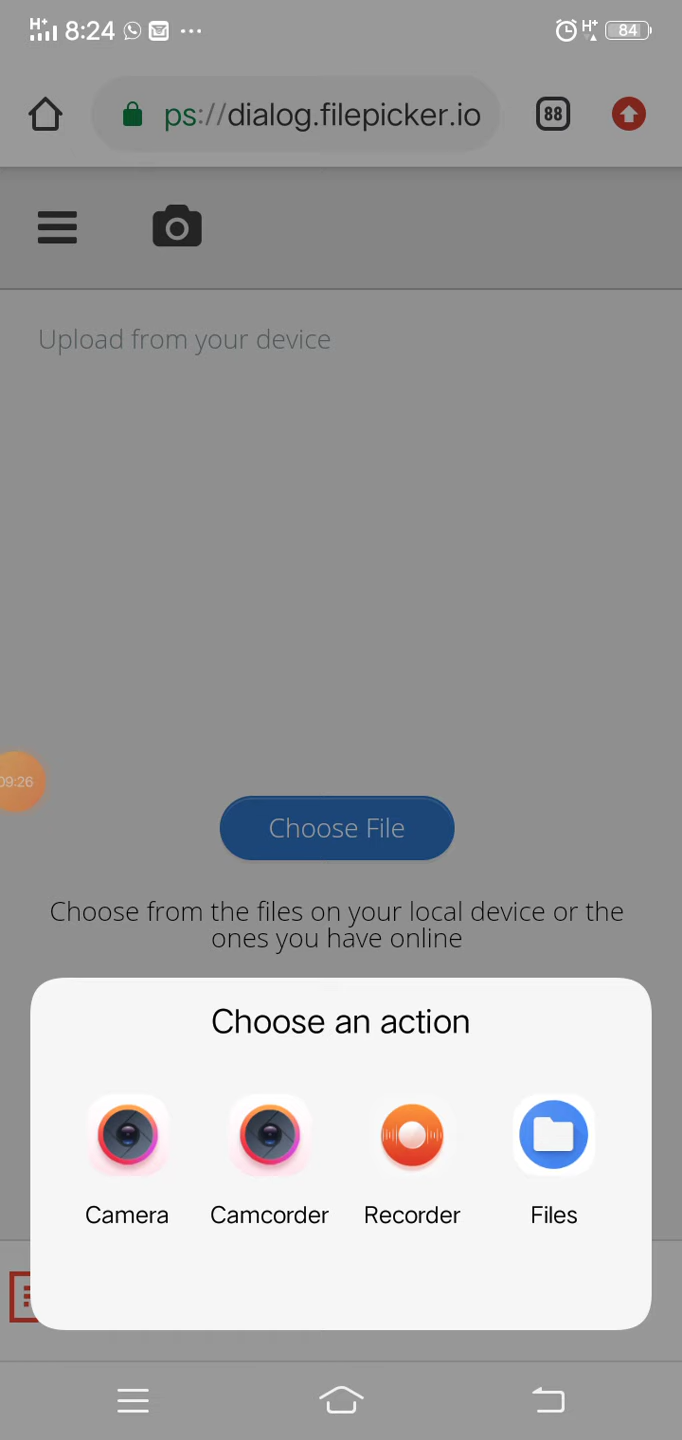 H+ 8:24 H+ 84
ps://dialog.filepicker.io 88
Upload from your device
09:26
Choose File
Choose from the files on your local device or the
ones you have online
Choose an action
Camera Camcorder Recorder Files